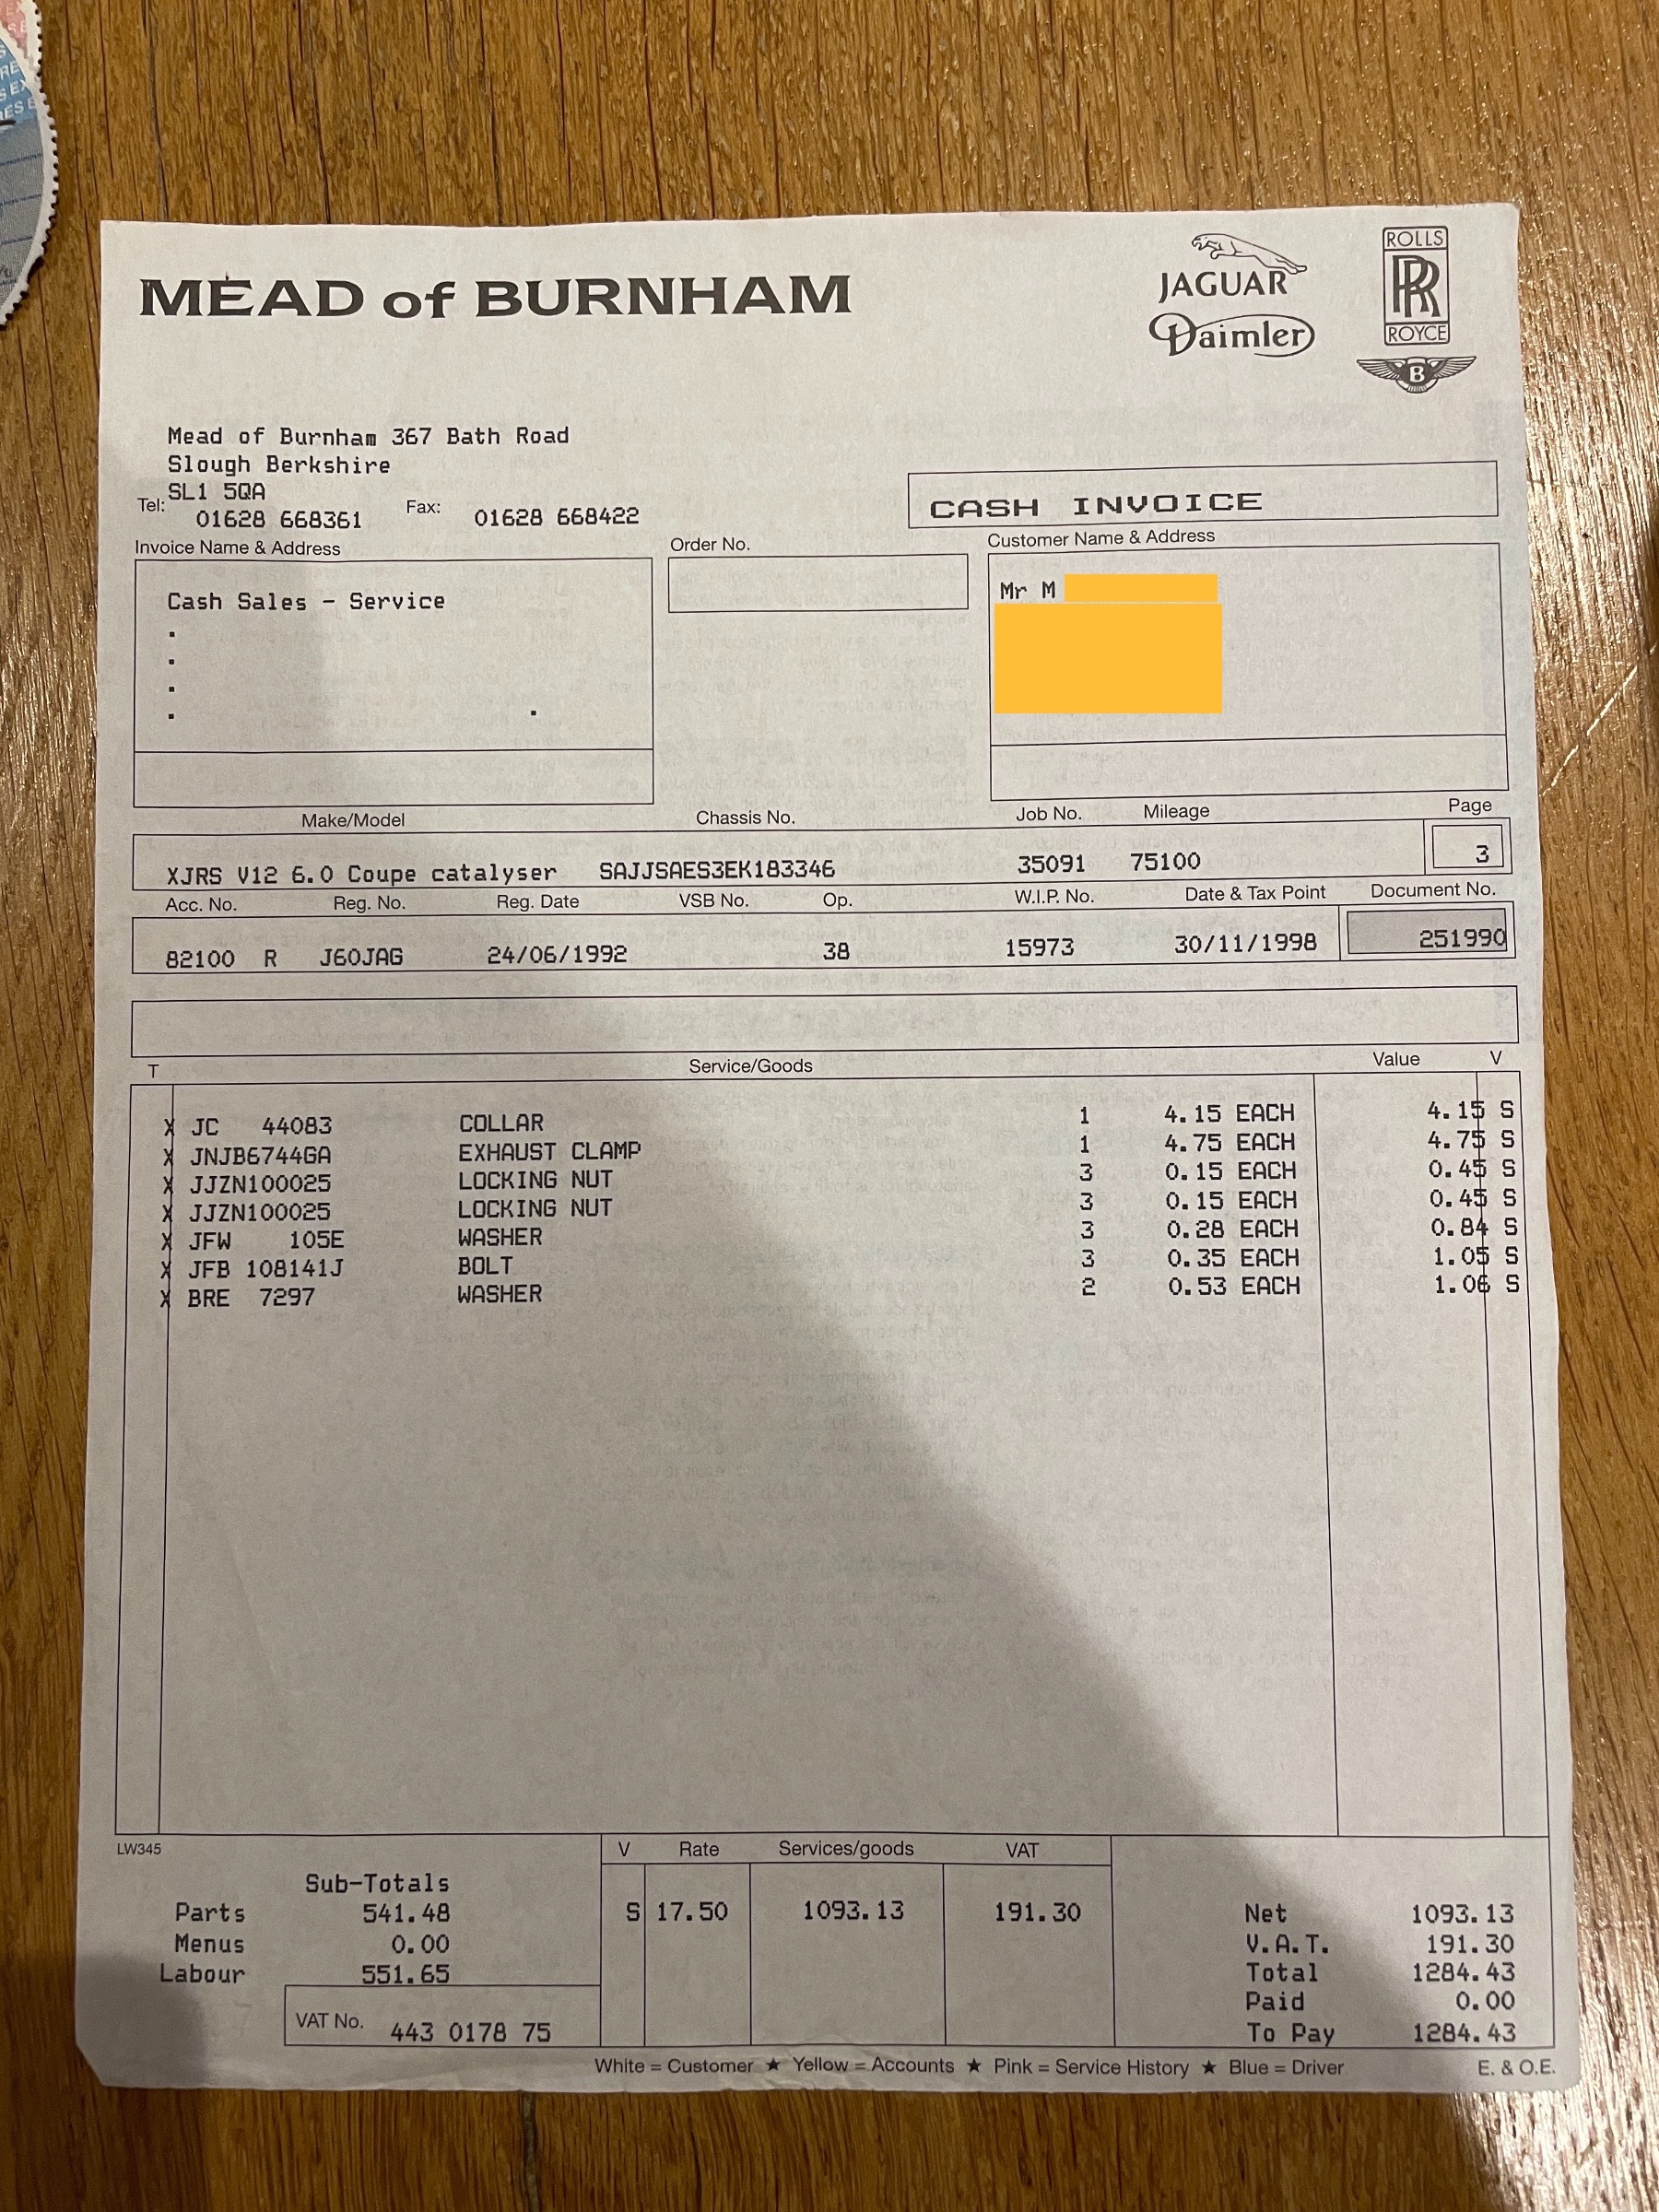 MEAD of BURNHAM
JAGUAR
Daimler
ROLLS
RR
ROYCE
B
Mead of Burnham 367 Bath Road
Slough Berkshire
SL1 5QA
Tel: 01628 668361 Fax: 01628 668422
CASH INVOICE
Invoice Name & Address Order No. Customer Name & Address
Cash Sales - Service
.
.
.
. .
Mr M
Make/Model Chassis No. Job No. Mileage Page
XJRS V12 6.0 Coupe catalyser SAJJSAES3EK183346 35091 75100 3
Acc. No. Reg. No. Reg. Date VSB No. Op. W.I.P. No. Date & Tax Point Document No.
82100 R J60JAG 24/06/1992 38 15973 30/11/1998 251990
T Service/Goods Value V
X JC 44083 COLLAR 1 4.15 EACH 4.15 S
X JNJB6744GA EXHAUST CLAMP 1 4.75 EACH 4.75 S
X JJZN100025 LOCKING NUT 3 0.15 EACH 0.45 S
X JJZN100025 LOCKING NUT 3 0.15 EACH 0.45 S
X JFW 105E WASHER 3 0.28 EACH 0.84 S
X JFB 108141J BOLT 3 0.35 EACH 1.05 S
X BRE 7297 WASHER 2 0.53 EACH 1.06 S
LW345
V Rate Services/goods VAT
Sub-Totals
Parts 541.48 S 17.50 1093.13 191.30 Net 1093.13
Menus 0.00 V.A.T. 191.30
Labour 551.65 Total 1284.43
Paid 0.00
VAT No. 443 0178 75 To Pay 1284.43
White = Customer ★ Yellow = Accounts ★ Pink = Service History ★ Blue = Driver E. & O.E.